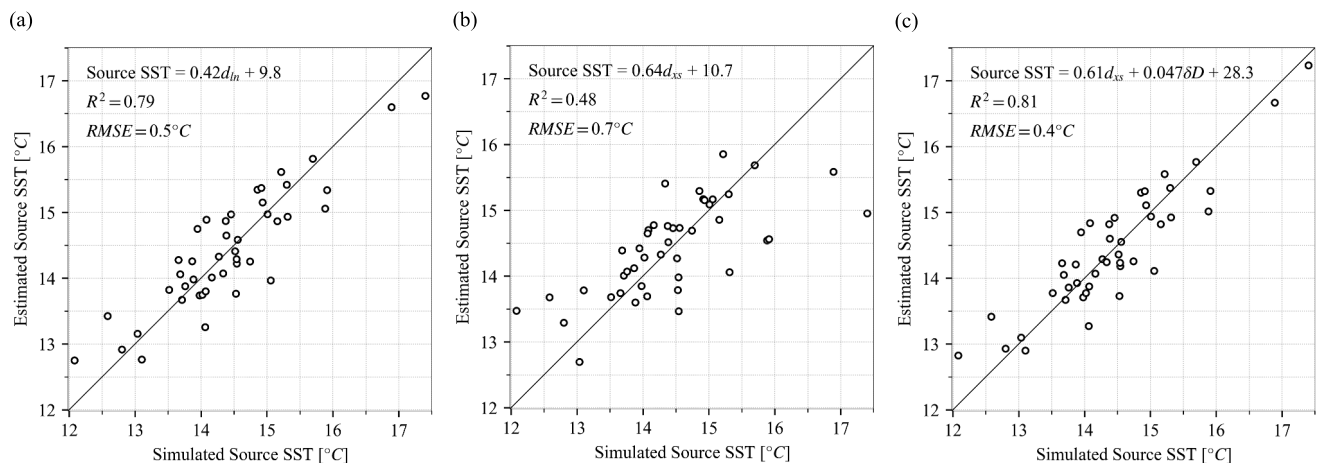 (a)
Source SST = 0.42d_ln + 9.8
R² = 0.79
RMSE = 0.5°C
Estimated Source SST [°C]
17
16
15
14
13
12
12 13 14 15 16 17
Simulated Source SST [°C]
(b)
Source SST = 0.64d_xs + 10.7
R² = 0.48
RMSE = 0.7°C
Estimated Source SST [°C]
17
16
15
14
13
12
12 13 14 15 16 17
Simulated Source SST [°C]
(c)
Source SST = 0.61d_xs + 0.047δD + 28.3
R² = 0.81
RMSE = 0.4°C
Estimated Source SST [°C]
17
16
15
14
13
12
12 13 14 15 16 17
Simulated Source SST [°C]